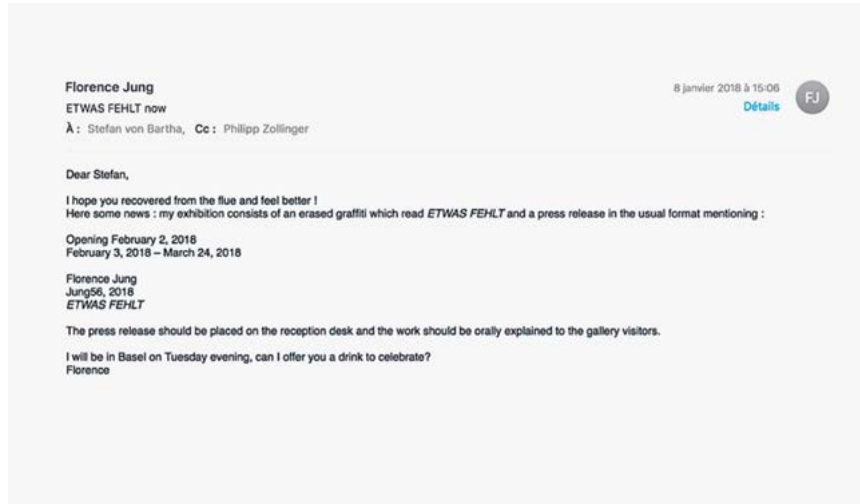 Florence Jung
8 janvier 2018 à 15:06
FJ
ETWAS FEHLT now
Détails
À : Stefan von Bartha, Cc : Philipp Zollinger
Dear Stefan,
I hope you recovered from the flue and feel better !
Here some news : my exhibition consists of an erased graffiti which read ETWAS FEHLT and a press release in the usual format mentioning :
Opening February 2, 2018
February 3, 2018 – March 24, 2018
Florence Jung
Jung56, 2018
ETWAS FEHLT
The press release should be placed on the reception desk and the work should be orally explained to the gallery visitors.
I will be in Basel on Tuesday evening, can I offer you a drink to celebrate?
Florence